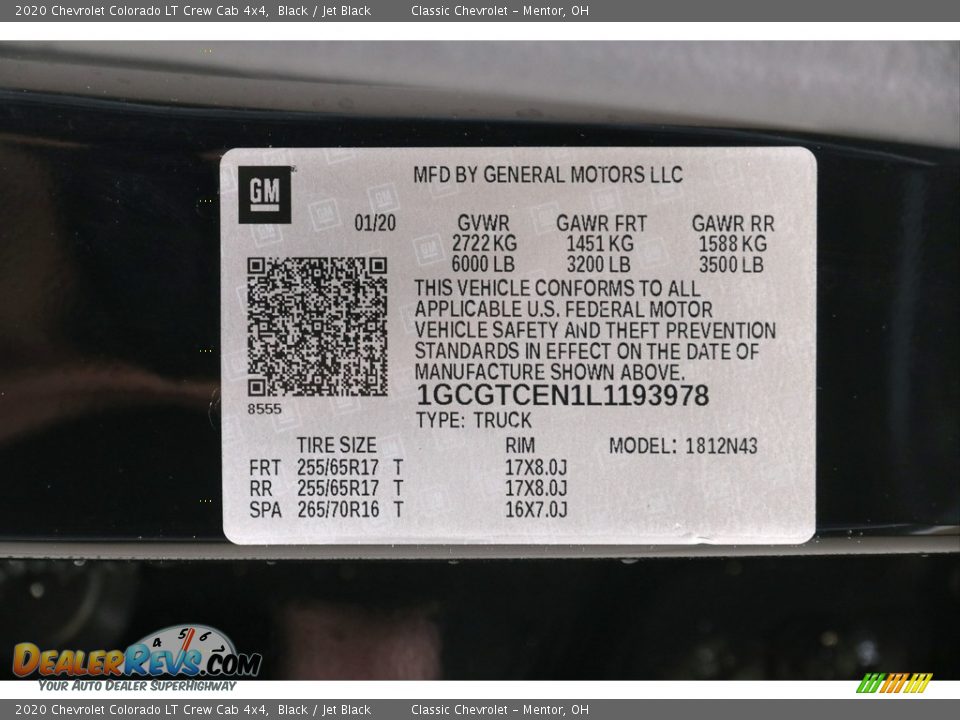 2020 Chevrolet Colorado LT Crew Cab 4x4, Black / Jet Black Classic Chevrolet – Mentor, OH
GM
MFD BY GENERAL MOTORS LLC
01/20 GVWR GAWR FRT GAWR RR
2722 KG 1451 KG 1588 KG
6000 LB 3200 LB 3500 LB
THIS VEHICLE CONFORMS TO ALL
APPLICABLE U.S. FEDERAL MOTOR
VEHICLE SAFETY AND THEFT PREVENTION
STANDARDS IN EFFECT ON THE DATE OF
MANUFACTURE SHOWN ABOVE.
8555
1GCGTCEN1L1193978
TYPE: TRUCK
TIRE SIZE RIM MODEL: 1812N43
FRT 255/65R17 T 17X8.0J
RR 255/65R17 T 17X8.0J
SPA 265/70R16 T 16X7.0J
4 5 6
DealerRevs.com
Your Auto Dealer SuperHighway
2020 Chevrolet Colorado LT Crew Cab 4x4, Black / Jet Black Classic Chevrolet – Mentor, OH